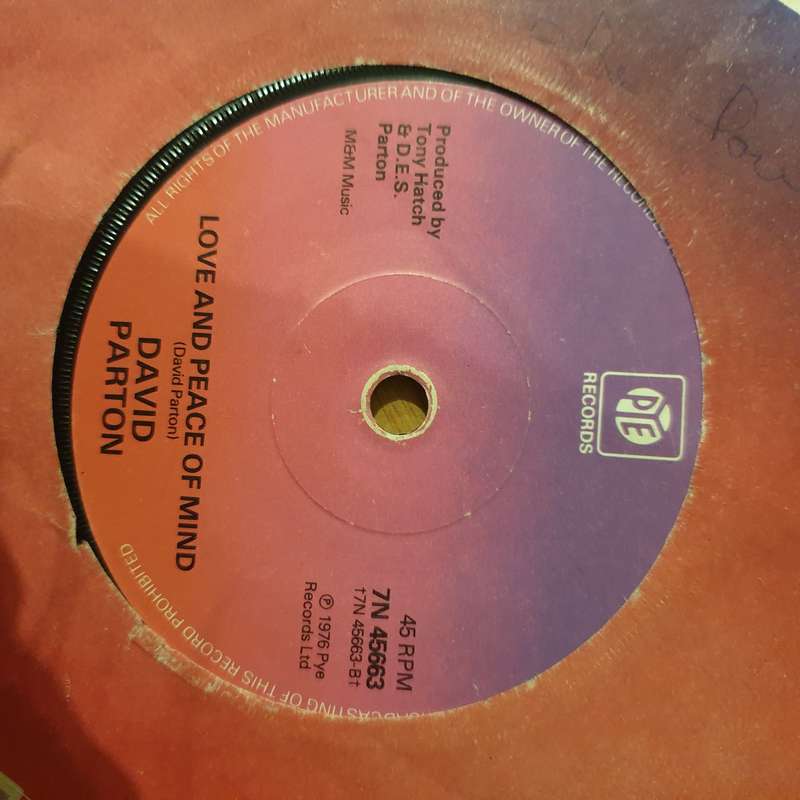 PYE
RECORDS
ALL RIGHTS OF THE MANUFACTURER AND OF THE OWNER OF THE RECORDED
Produced by
Tony Hatch
& D.E.S.
Parton
M&M Music
45 RPM
7N 45663
†7N 45663-B†
℗ 1976 Pye
Records Ltd
LOVE AND PEACE OF MIND
(David Parton)
DAVID
PARTON
OF THIS RECORD PROHIBITED